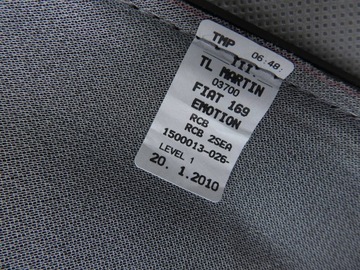 TMP 06:48
III.
TL MARTIN
03700
FIAT 169
EMOTION
RCB
RCB 2SEA
1500013-026-
LEVEL 1
20. 1.2010